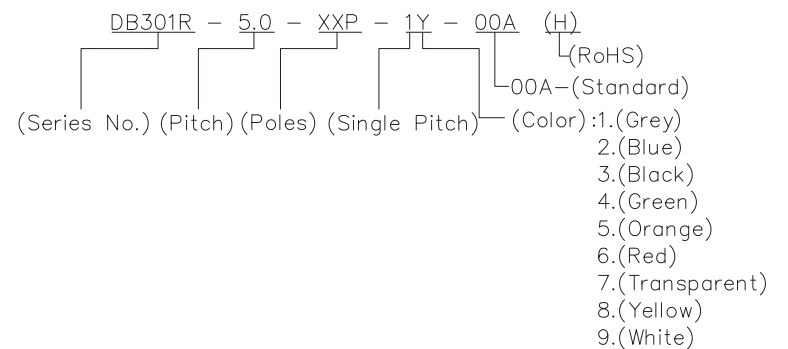 DB301R - 5.0 - XXP - 1Y - 00A (H)
(RoHS)
00A-(Standard)
(Series No.) (Pitch) (Poles) (Single Pitch) (Color):1.(Grey)
2.(Blue)
3.(Black)
4.(Green)
5.(Orange)
6.(Red)
7.(Transparent)
8.(Yellow)
9.(White)